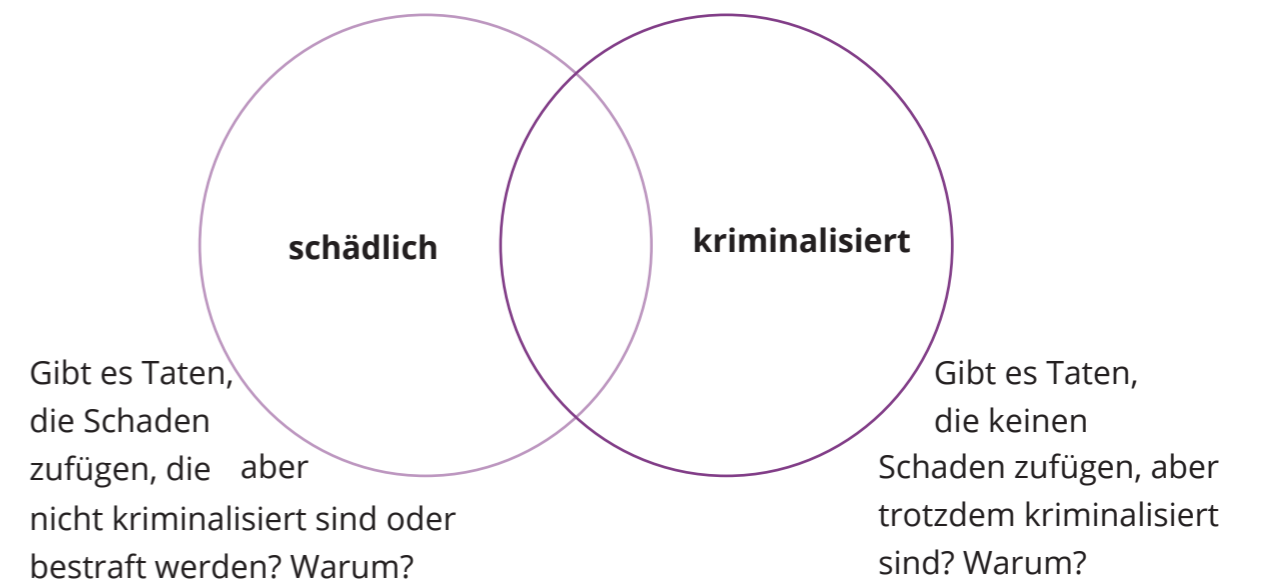 schädlich
kriminalisiert
Gibt es Taten,
die Schaden
zufügen, die aber
nicht kriminalisiert sind oder
bestraft werden? Warum?
Gibt es Taten,
die keinen
Schaden zufügen, aber
trotzdem kriminalisiert
sind? Warum?